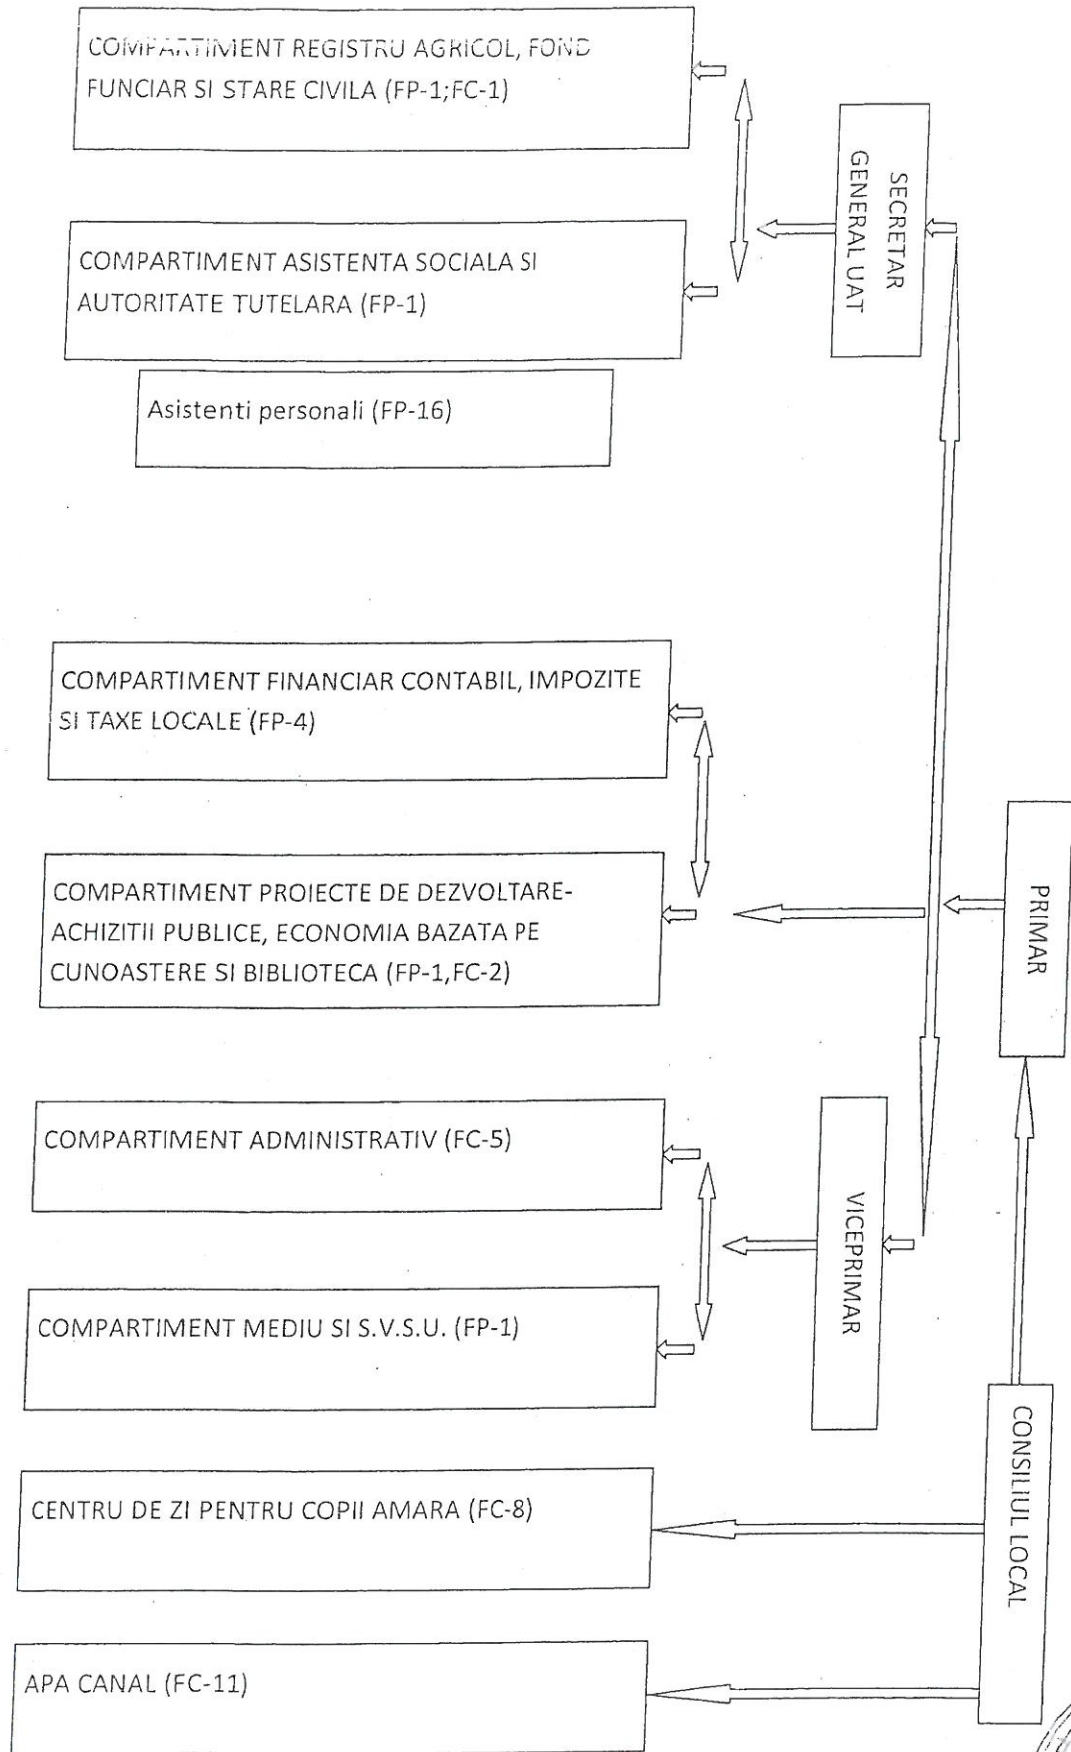 COMPARTIMENT REGISTRU AGRICOL, FOND
FUNCIAR SI STARE CIVILA (FP-1;FC-1)
SECRETAR
GENERAL UAT
COMPARTIMENT ASISTENTA SOCIALA SI
AUTORITATE TUTELARA (FP-1)
Asistenti personali (FP-16)
COMPARTIMENT FINANCIAR CONTABIL, IMPOZITE
SI TAXE LOCALE (FP-4)
PRIMAR
COMPARTIMENT PROIECTE DE DEZVOLTARE-
ACHIZITII PUBLICE, ECONOMIA BAZATA PE
CUNOASTERE SI BIBLIOTECA (FP-1,FC-2)
COMPARTIMENT ADMINISTRATIV (FC-5)
VICEPRIMAR
COMPARTIMENT MEDIU SI S.V.S.U. (FP-1)
CONSILIUL LOCAL
CENTRU DE ZI PENTRU COPII AMARA (FC-8)
APA CANAL (FC-11)